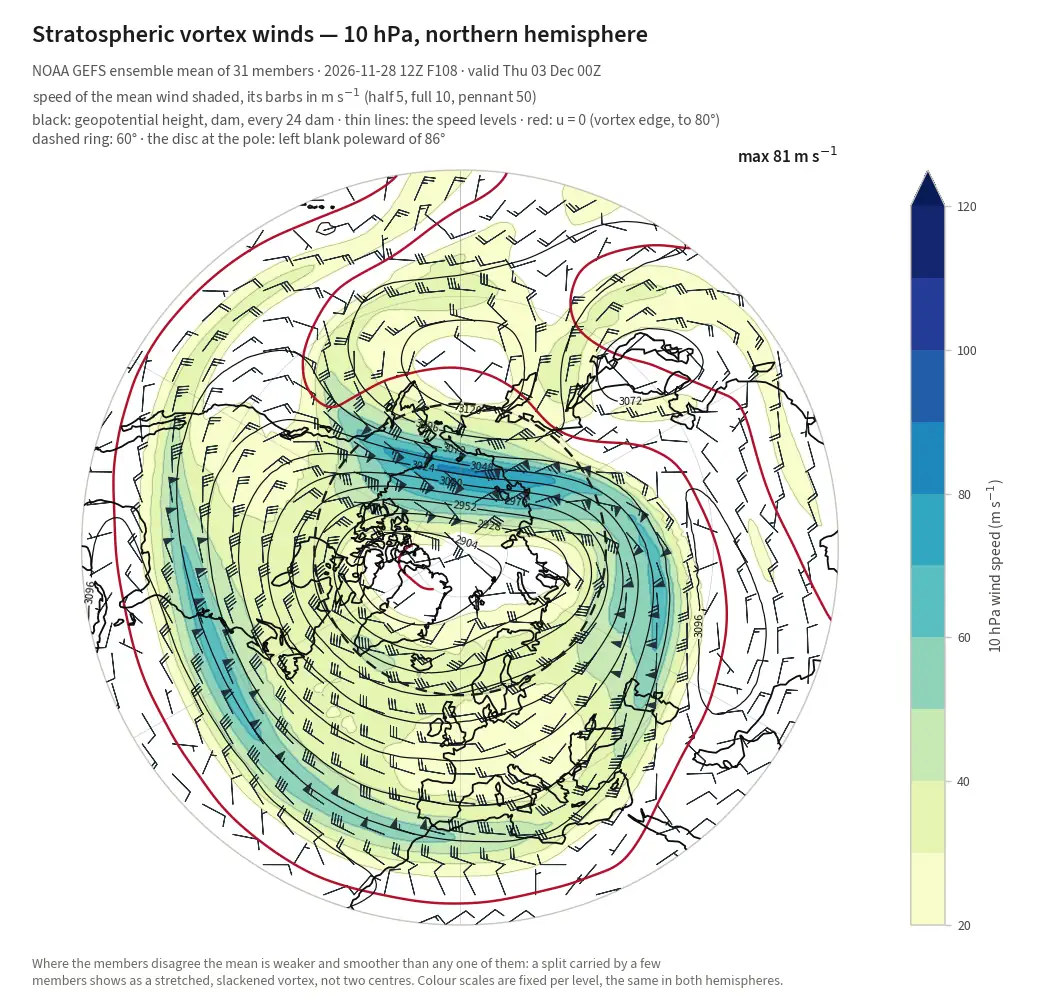 Stratospheric vortex winds — 10 hPa, northern hemisphere
NOAA GEFS ensemble mean of 31 members · 2026-11-28 12Z F108 · valid Thu 03 Dec 00Z
speed of the mean wind shaded, its barbs in m s⁻¹ (half 5, full 10, pennant 50)
black: geopotential height, dam, every 24 dam · thin lines: the speed levels · red: u = 0 (vortex edge, to 80°)
dashed ring: 60° · the disc at the pole: left blank poleward of 86°
max 81 m s⁻¹
120
100
80
60
40
20
10 hPa wind speed (m s⁻¹)
3072
2952
2928
2904
3096
3096
Where the members disagree the mean is weaker and smoother than any one of them: a split carried by a few
members shows as a stretched, slackened vortex, not two centres. Colour scales are fixed per level, the same in both hemispheres.